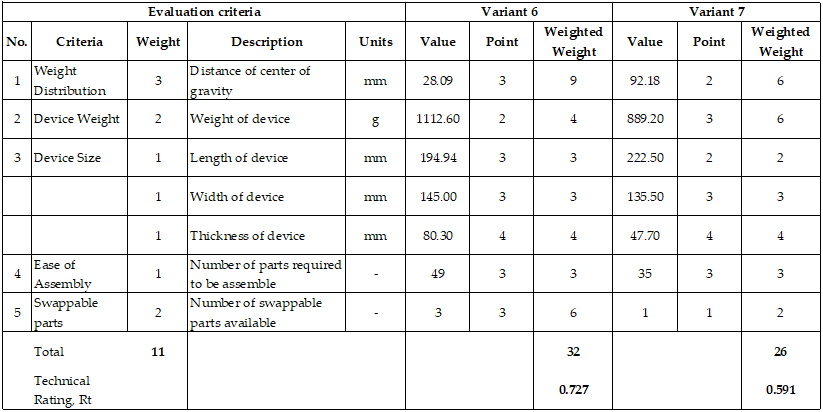 Evaluation criteria Variant 6 Variant 7
No. Criteria Weight Description Units Value Point Weighted Weight Value Point Weighted Weight
1 Weight Distribution 3 Distance of center of gravity mm 28.09 3 9 92.18 2 6
2 Device Weight 2 Weight of device g 1112.60 2 4 889.20 3 6
3 Device Size 1 Length of device mm 194.94 3 3 222.50 2 2
1 Width of device mm 145.00 3 3 135.50 3 3
1 Thickness of device mm 80.30 4 4 47.70 4 4
4 Ease of Assembly 1 Number of parts required to be assemble - 49 3 3 35 3 3
5 Swappable parts 2 Number of swappable parts available - 3 3 6 1 1 2
Total 11 32 26
Technical Rating, Rt 0.727 0.591